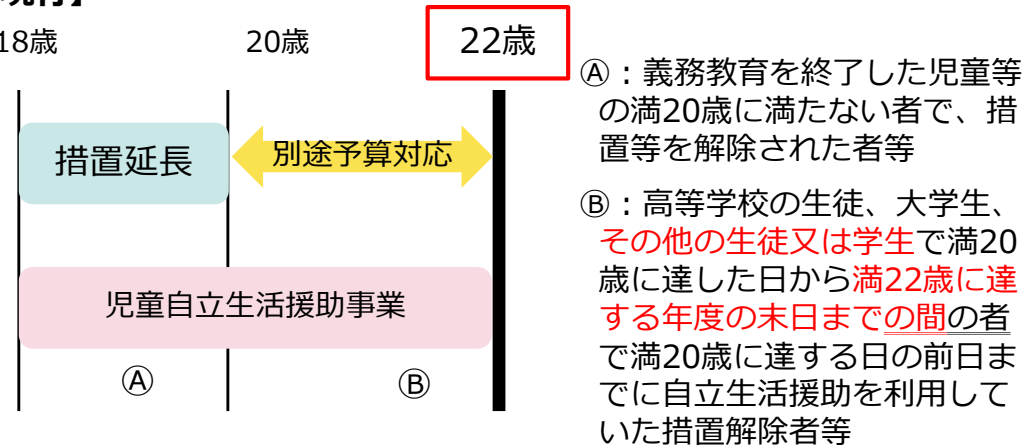 18歳
20歳
22歳
措置延長
別途予算対応
児童自立生活援助事業
Ⓐ
Ⓑ
Ⓐ：義務教育を終了した児童等
の満20歳に満たない者で、措
置等を解除された者等
Ⓑ：高等学校の生徒、大学生、
その他の生徒又は学生で満20
歳に達した日から満22歳に達
する年度の末日までの間の者
で満20歳に達する日の前日ま
でに自立生活援助を利用して
いた措置解除者等